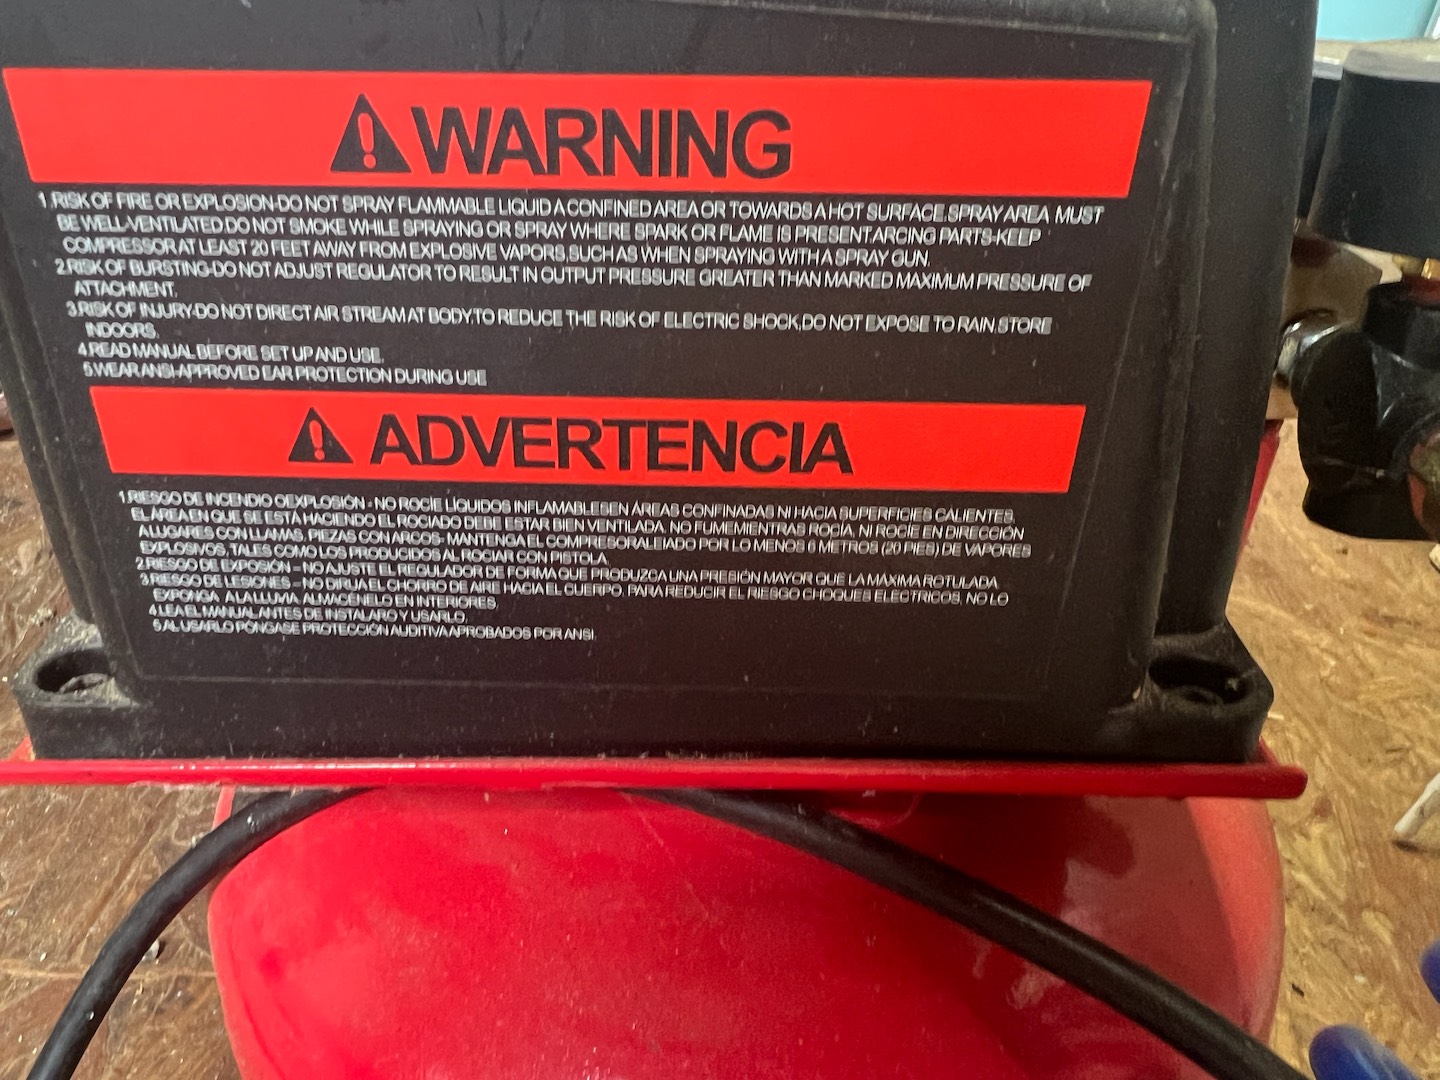 WARNING
1.RISK OF FIRE OR EXPLOSION-DO NOT SPRAY FLAMMABLE LIQUID A CONFINED AREA OR TOWARDS A HOT SURFACE.SPRAY AREA MUST
BE WELL-VENTILATED.DO NOT SMOKE WHILE SPRAYING OR SPRAY WHERE SPARK OR FLAME IS PRESENT.ARCING PARTS-KEEP
COMPRESSOR AT LEAST 20 FEET AWAY FROM EXPLOSIVE VAPORS,SUCH AS WHEN SPRAYING WITH A SPRAY GUN.
2.RISK OF BURSTING-DO NOT ADJUST REGULATOR TO RESULT IN OUTPUT PRESSURE GREATER THAN MARKED MAXIMUM PRESSURE OF
ATTACHMENT.
3.RISK OF INJURY-DO NOT DIRECT AIR STREAM AT BODY.TO REDUCE THE RISK OF ELECTRIC SHOCK,DO NOT EXPOSE TO RAIN.STORE
INDOORS.
4.READ MANUAL BEFORE SET UP AND USE.
5.WEAR ANSI-APPROVED EAR PROTECTION DURING USE
ADVERTENCIA
1.RIESGO DE INCENDIO OEXPLOSIÓN - NO ROCÍE LÍQUIDOS INFLAMABLESEN ÁREAS CONFINADAS NI HACIA SUPERFICIES CALIENTES.
EL ÁREA EN QUE SE ESTÁ HACIENDO EL ROCIADO DEBE ESTAR BIEN VENTILADA. NO FUMEMIENTRAS ROCÍA, NI ROCÍE EN DIRECCIÓN
ALUGARES CON LLAMAS. PIEZAS CON ARCOS- MANTENGA EL COMPRESORALEJADO POR LO MENOS 6 METROS (20 PIES) DE VAPORES
EXPLOSIVOS, TALES COMO LOS PRODUCIDOS AL ROCIAR CON PISTOLA.
2.RIESGO DE EXPOSIÓN – NO AJUSTE EL REGULADOR DE FORMA QUE PRODUZCA UNA PRESIÓN MAYOR QUE LA MÁXIMA ROTULADA.
3.RIESGO DE LESIONES – NO DIRIJA EL CHORRO DE AIRE HACIA EL CUERPO. PARA REDUCIR EL RIESGO CHOQUES ELÉCTRICOS, NO LO
EXPONGA A LA LLUVIA. ALMACÉNELO EN INTERIORES.
4.LEA EL MANUAL ANTES DE INSTALARO Y USARLO.
5.AL USARLO PÓNGASE PROTECCIÓN AUDITIVA APROBADOS POR ANSI.